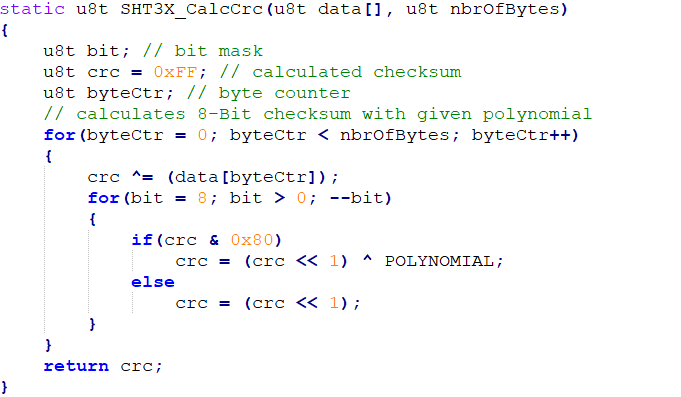 static u8t SHT3X_CalcCrc(u8t data[], u8t nbrOfBytes)
{
    u8t bit; // bit mask
    u8t crc = 0xFF; // calculated checksum
    u8t byteCtr; // byte counter
    // calculates 8-Bit checksum with given polynomial
    for(byteCtr = 0; byteCtr < nbrOfBytes; byteCtr++)
    {
        crc ^= (data[byteCtr]);
        for(bit = 8; bit > 0; --bit)
        {
            if(crc & 0x80)
                crc = (crc << 1) ^ POLYNOMIAL;
            else
                crc = (crc << 1);
        }
    }
    return crc;
}